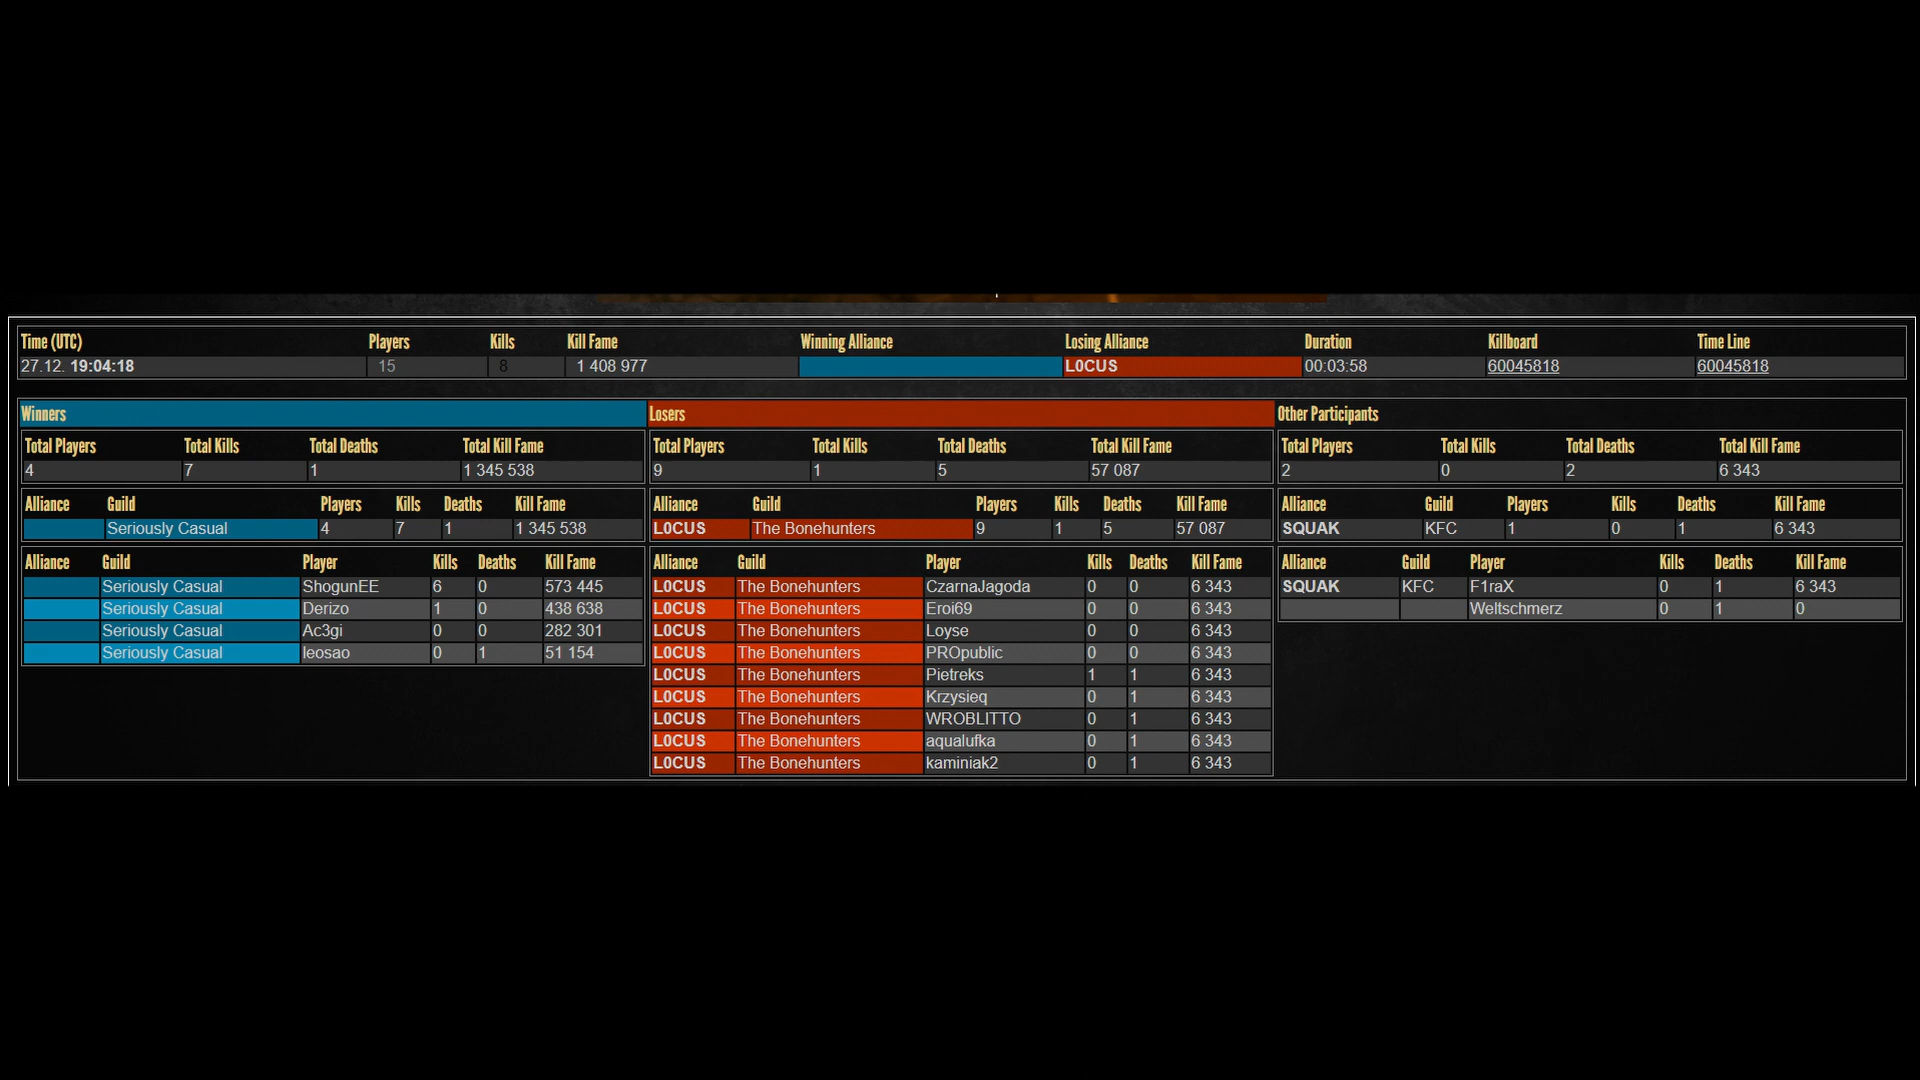 Time (UTC) Players Kills Kill Fame Winning Alliance Losing Alliance Duration Killboard Time Line
27.12. 19:04:18 15 8 1 408 977 L0CUS 00:03:58 60045818 60045818
Winners
Total Players Total Kills Total Deaths Total Kill Fame
4 7 1 1 345 538
Alliance Guild Players Kills Deaths Kill Fame
Seriously Casual 4 7 1 1 345 538
Alliance Guild Player Kills Deaths Kill Fame
Seriously Casual ShogunEE 6 0 573 445
Seriously Casual Derizo 1 0 438 638
Seriously Casual Ac3gi 0 0 282 301
Seriously Casual leosao 0 1 51 154
Losers
Total Players Total Kills Total Deaths Total Kill Fame
9 1 5 57 087
Alliance Guild Players Kills Deaths Kill Fame
L0CUS The Bonehunters 9 1 5 57 087
Alliance Guild Player Kills Deaths Kill Fame
L0CUS The Bonehunters CzarnaJagoda 0 0 6 343
L0CUS The Bonehunters Eroi69 0 0 6 343
L0CUS The Bonehunters Loyse 0 0 6 343
L0CUS The Bonehunters PROpublic 0 0 6 343
L0CUS The Bonehunters Pietreks 1 1 6 343
L0CUS The Bonehunters Krzysieq 0 1 6 343
L0CUS The Bonehunters WROBLITTO 0 1 6 343
L0CUS The Bonehunters aqualufka 0 1 6 343
L0CUS The Bonehunters kaminiak2 0 1 6 343
Other Participants
Total Players Total Kills Total Deaths Total Kill Fame
2 0 2 6 343
Alliance Guild Players Kills Deaths Kill Fame
SQUAK KFC 1 0 1 6 343
Alliance Guild Player Kills Deaths Kill Fame
SQUAK KFC F1raX 0 1 6 343
Weltschmerz 0 1 0